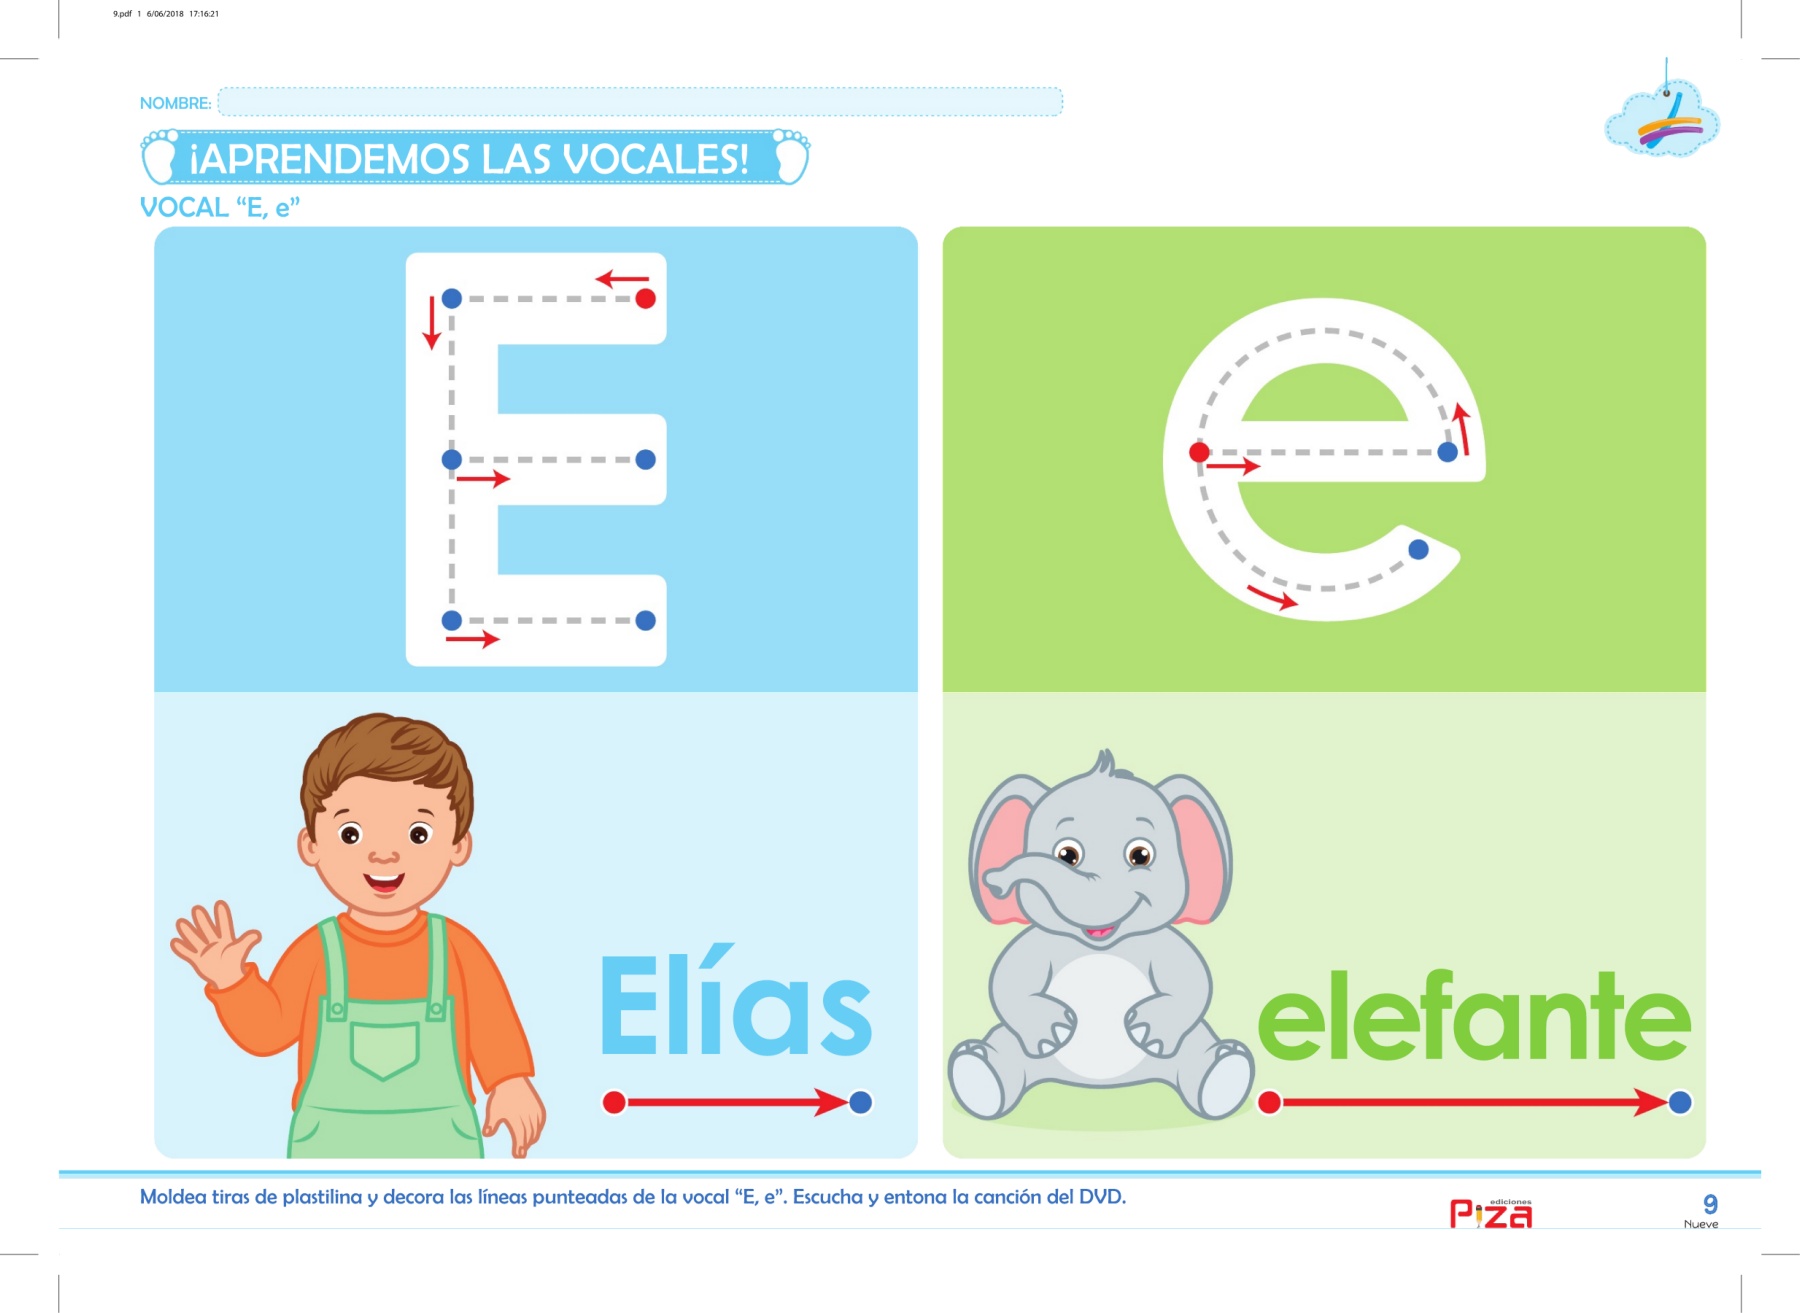 9.pdf 1 6/06/2018 17:16:21
NOMBRE:
¡APRENDEMOS LAS VOCALES!
VOCAL “E, e”
E
e
Elías
elefante
Moldea tiras de plastilina y decora las líneas punteadas de la vocal “E, e”. Escucha y entona la canción del DVD.
ediciones
Piza
9
Nueve